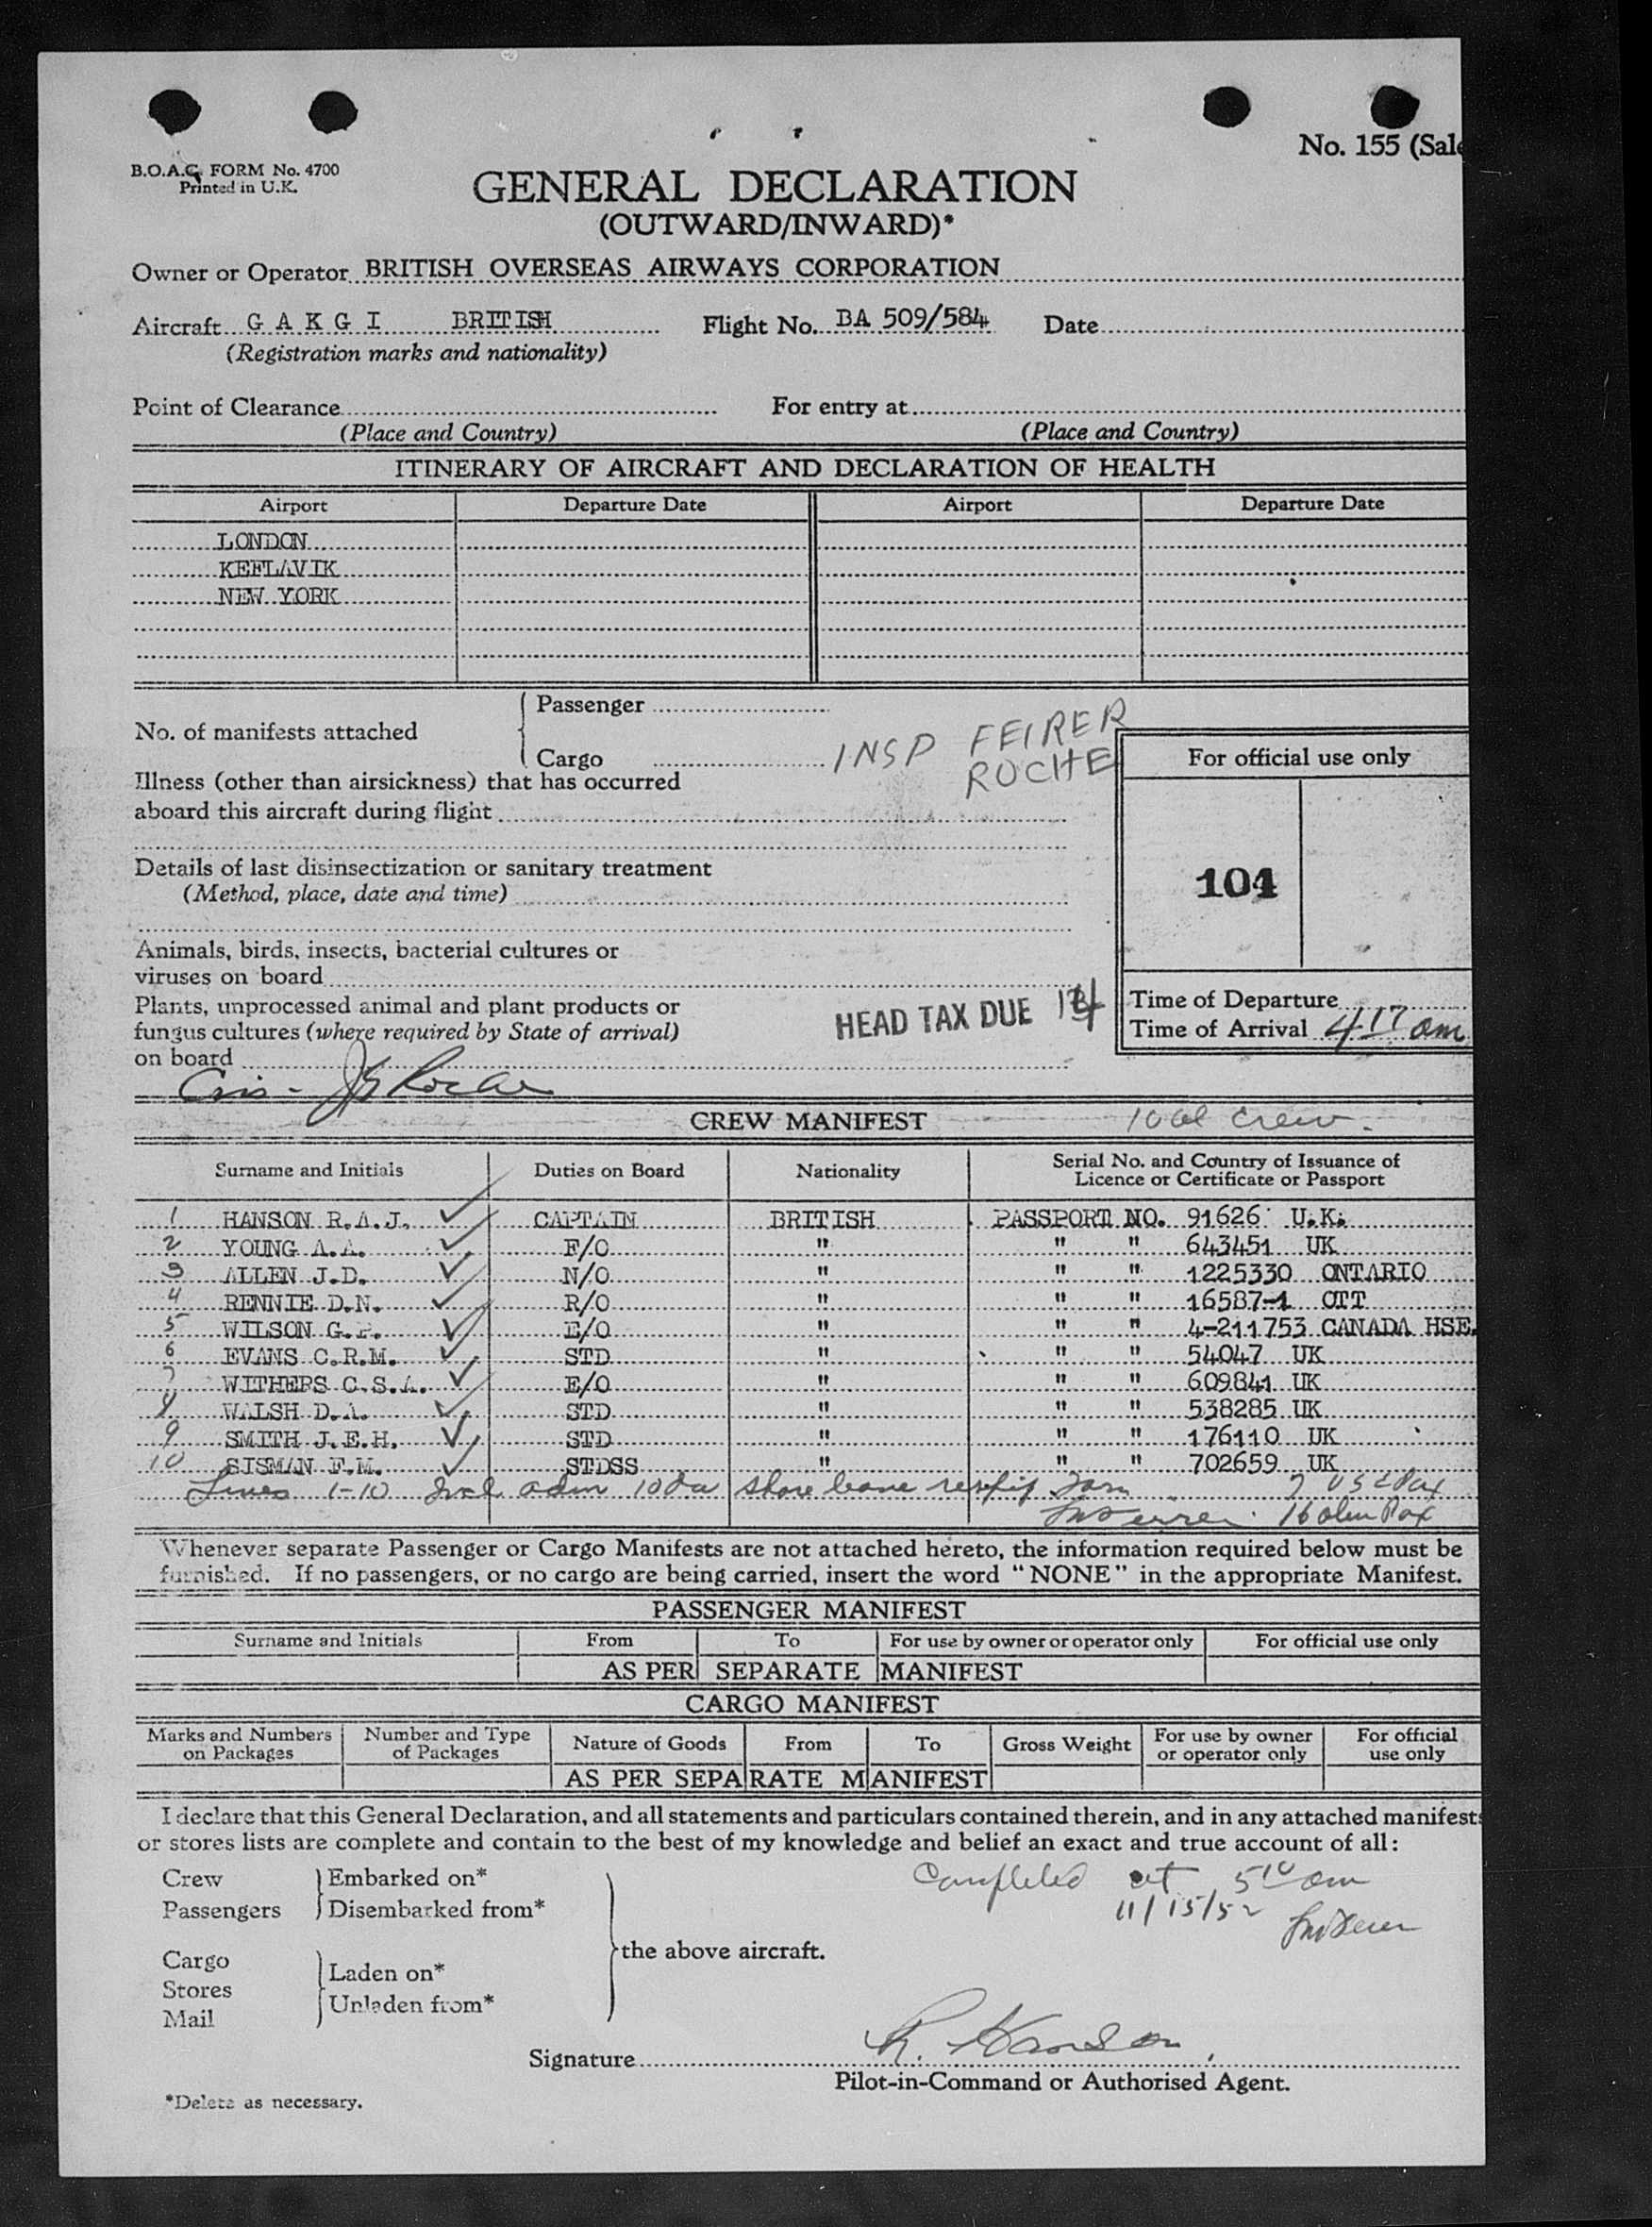 No. 155 (Sale
B.O.A.C. FORM No. 4700
Printed in U.K.
GENERAL DECLARATION
(OUTWARD/INWARD)*
Owner or Operator BRITISH OVERSEAS AIRWAYS CORPORATION
Aircraft G A K G I BRITISH Flight No. BA 509/584 Date
(Registration marks and nationality)
Point of Clearance For entry at
(Place and Country) (Place and Country)
ITINERARY OF AIRCRAFT AND DECLARATION OF HEALTH
Airport Departure Date Airport Departure Date
LONDON
KEFLAVIK
NEW YORK
No. of manifests attached
Passenger
Cargo
INSP FEIRER
ROCHE
For official use only
Illness (other than airsickness) that has occurred
aboard this aircraft during flight
Details of last disinsectization or sanitary treatment
(Method, place, date and time)
104
Animals, birds, insects, bacterial cultures or
viruses on board
Plants, unprocessed animal and plant products or
fungus cultures (where required by State of arrival)
on board
HEAD TAX DUE
Time of Departure
Time of Arrival 4 17 am
Roche
CREW MANIFEST crew.
Surname and Initials Duties on Board Nationality Serial No. and Country of Issuance of
Licence or Certificate or Passport
1 HANSON R.A.J. CAPTAIN BRITISH PASSPORT NO. 91626 U.K.
2 YOUNG A.A. F/O " " " 643451 UK
3 ALLEN J.D. N/O " " " 1225330 ONTARIO
4 RENNIE D.N. R/O " " " 16587-1 OTT
5 WILSON G.P. E/O " " " 4-211753 CANADA HSE.
6 EVANS C.R.M. STD " " " 54047 UK
7 WITHERS C.S.A. E/O " " " 609841 UK
8 WALSH D.A. STD " " " 538285 UK
9 SMITH J.E.H. STD " " " 176110 UK
10 SISMAN F.M. STDSS " " " 702659 UK
Lines 1-10 adm shore leave
16 alien Pax
Whenever separate Passenger or Cargo Manifests are not attached hereto, the information required below must be
furnished. If no passengers, or no cargo are being carried, insert the word "NONE" in the appropriate Manifest.
PASSENGER MANIFEST
Surname and Initials From To For use by owner or operator only For official use only
AS PER SEPARATE MANIFEST
CARGO MANIFEST
Marks and Numbers on Packages Number and Type of Packages Nature of Goods From To Gross Weight For use by owner or operator only For official use only
AS PER SEPARATE MANIFEST
I declare that this General Declaration, and all statements and particulars contained therein, and in any attached manifests
or stores lists are complete and contain to the best of my knowledge and belief an exact and true account of all:
Crew
Passengers
Embarked on*
Disembarked from*
Cargo
Stores
Mail
Laden on*
Unladen from*
the above aircraft.
Completed at 5 10 am
11/15/52
Signature R. Hanson
Pilot-in-Command or Authorised Agent.
*Delete as necessary.